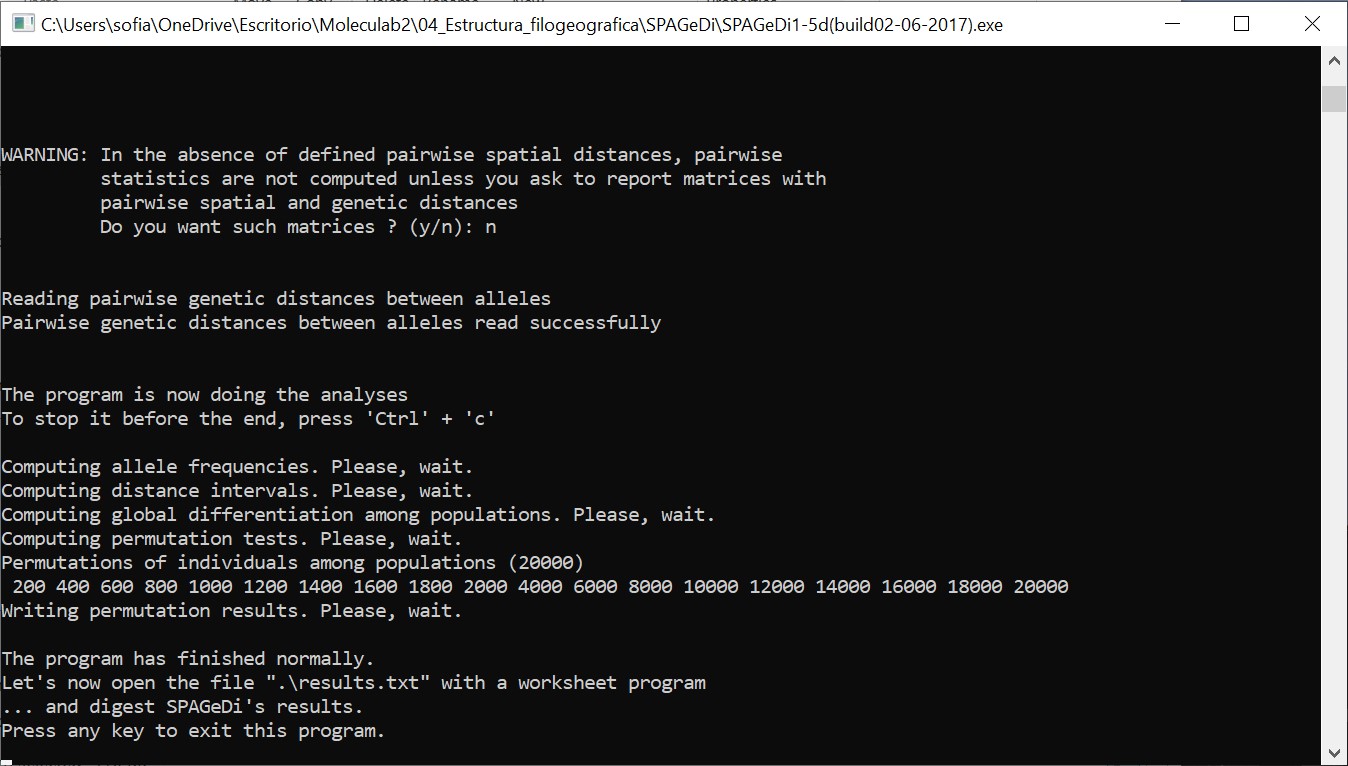 C:\Users\sofia\OneDrive\Escritorio\Moleculab2\04_Estructura_filogeografica\SPAGeDi\SPAGeDi1-5d(build02-06-2017).exe
WARNING: In the absence of defined pairwise spatial distances, pairwise
statistics are not computed unless you ask to report matrices with
pairwise spatial and genetic distances
Do you want such matrices ? (y/n): n
Reading pairwise genetic distances between alleles
Pairwise genetic distances between alleles read successfully
The program is now doing the analyses
To stop it before the end, press 'Ctrl' + 'c'
Computing allele frequencies. Please, wait.
Computing distance intervals. Please, wait.
Computing global differentiation among populations. Please, wait.
Computing permutation tests. Please, wait.
Permutations of individuals among populations (20000)
200 400 600 800 1000 1200 1400 1600 1800 2000 4000 6000 8000 10000 12000 14000 16000 18000 20000
Writing permutation results. Please, wait.
The program has finished normally.
Let's now open the file ".\results.txt" with a worksheet program
... and digest SPAGeDi's results.
Press any key to exit this program.